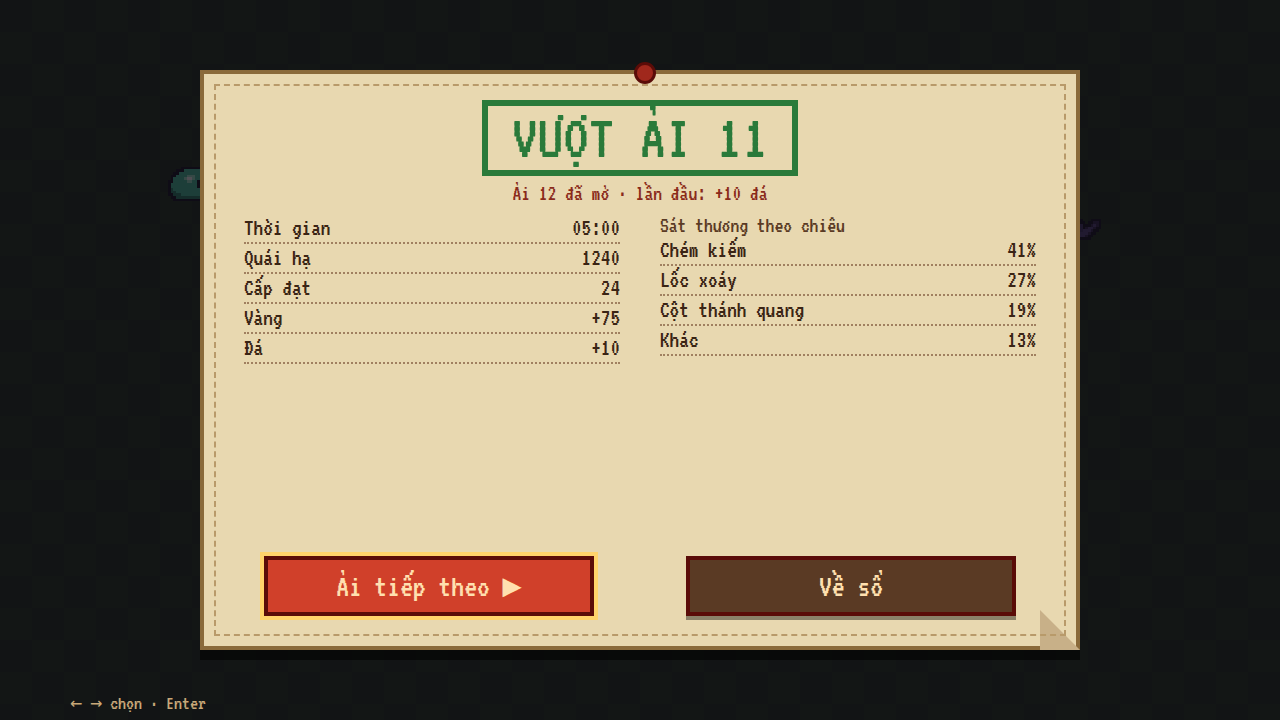 VƯỢT ẢI 11
Ải 12 đã mở · lần đầu: +10 đá
Thời gian 05:00
Quái hạ 1240
Cấp đạt 24
Vàng +75
Đá +10
Sát thương theo chiêu
Chém kiếm 41%
Lốc xoáy 27%
Cột thánh quang 19%
Khác 13%
Ải tiếp theo ▶
Về sổ
← → chọn · Enter